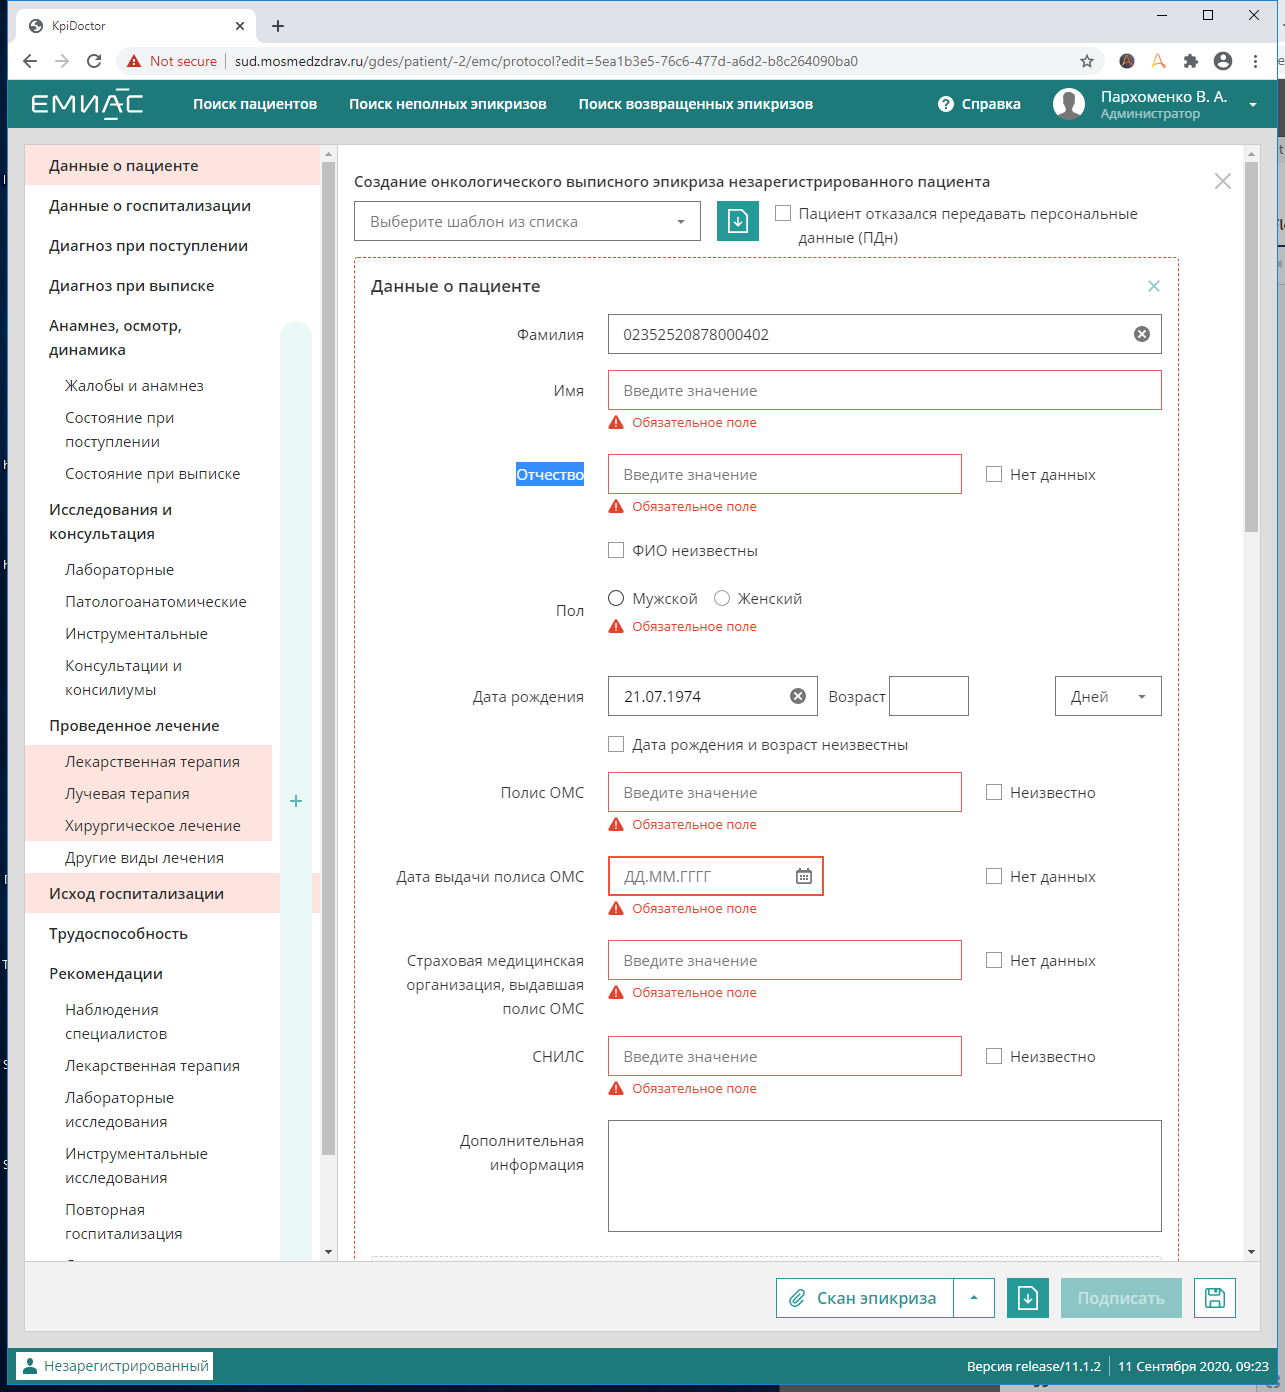 KpiDoctor
Not secure
sud.mosmedzdrav.ru/gdes/patient/-2/emc/protocol?edit=5ea1b3e5-76c6-477d-a6d2-b8c264090ba0
ЕМИАС
Поиск пациентов
Поиск неполных эпикризов
Поиск возвращенных эпикризов
Справка
Пархоменко В. А.
Администратор
Данные о пациенте
Данные о госпитализации
Диагноз при поступлении
Диагноз при выписке
Анамнез, осмотр,
динамика
Жалобы и анамнез
Состояние при
поступлении
Состояние при выписке
Исследования и
консультация
Лабораторные
Патологоанатомические
Инструментальные
Консультации и
консилиумы
Проведенное лечение
Лекарственная терапия
Лучевая терапия
Хирургическое лечение
Другие виды лечения
Исход госпитализации
Трудоспособность
Рекомендации
Наблюдения
специалистов
Лекарственная терапия
Лабораторные
исследования
Инструментальные
исследования
Повторная
госпитализация
Создание онкологического выписного эпикриза незарегистрированного пациента
Выберите шаблон из списка
Пациент отказался передавать персональные
данные (ПДн)
Данные о пациенте
Фамилия
02352520878000402
Имя
Введите значение
Обязательное поле
Отчество
Введите значение
Нет данных
Обязательное поле
ФИО неизвестны
Пол
Мужской
Женский
Обязательное поле
Дата рождения
21.07.1974
Возраст
Дней
Дата рождения и возраст неизвестны
Полис ОМС
Введите значение
Неизвестно
Обязательное поле
Дата выдачи полиса ОМС
ДД.ММ.ГГГГ
Нет данных
Обязательное поле
Страховая медицинская
организация, выдавшая
полис ОМС
Введите значение
Нет данных
Обязательное поле
СНИЛС
Введите значение
Неизвестно
Обязательное поле
Дополнительная
информация
Скан эпикриза
Подписать
Незарегистрированный
Версия release/11.1.2
11 Сентября 2020, 09:23